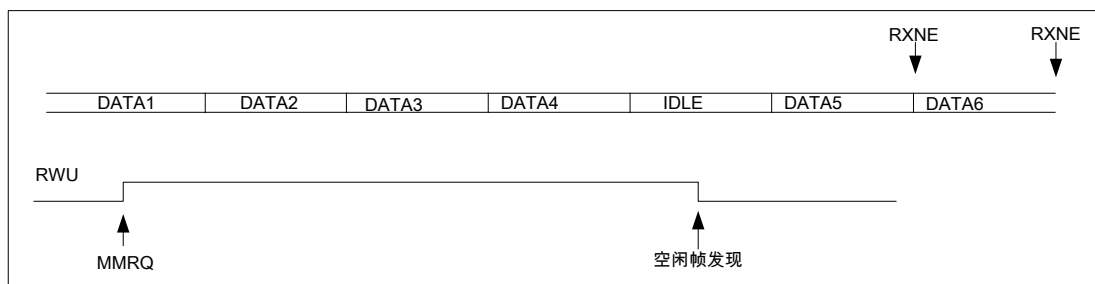 RXNE RXNE
DATA1 DATA2 DATA3 DATA4 IDLE DATA5 DATA6
RWU
MMRQ 空闲帧发现